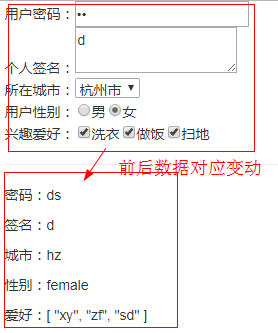 用户密码：••
d
个人签名：
所在城市：杭州市
用户性别：男 女
兴趣爱好：洗衣 做饭 扫地
前后数据对应变动
密码：ds
签名：d
城市：hz
性别：female
爱好：[ "xy", "zf", "sd" ]